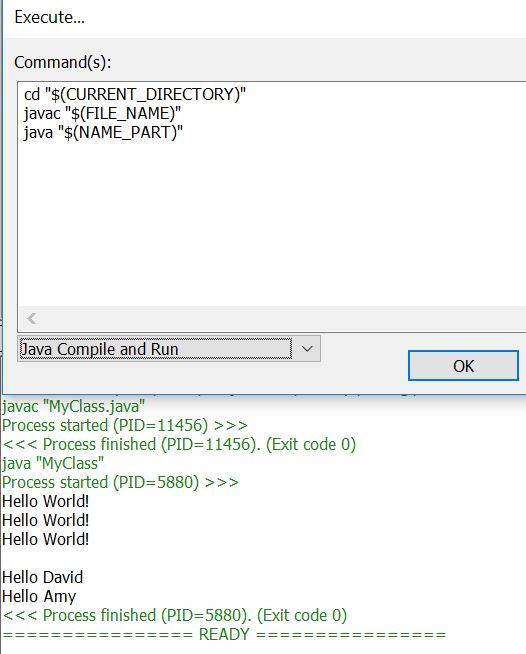 Execute...
Command(s):
cd "$(CURRENT_DIRECTORY)"
javac "$(FILE_NAME)"
java "$(NAME_PART)"
Java Compile and Run
OK
javac "MyClass.java"
Process started (PID=11456) >>>
<<< Process finished (PID=11456). (Exit code 0)
java "MyClass"
Process started (PID=5880) >>>
Hello World!
Hello World!
Hello World!
Hello David
Hello Amy
<<< Process finished (PID=5880). (Exit code 0)
================ READY ================